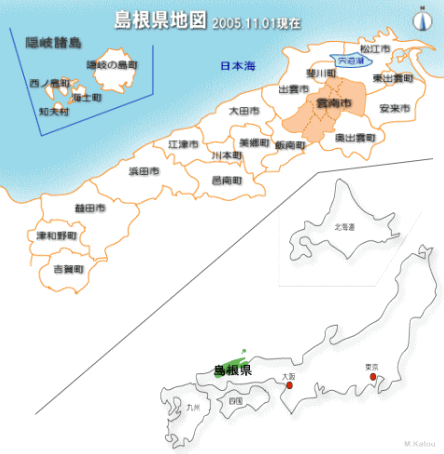 島根県地図 2005.11.01現在
N
隠岐諸島
日本海
松江市
宍道湖
隠岐の島町
西ノ島町
海士町
知夫村
斐川町
東出雲町
出雲市
雲南市
安来市
大田市
奥出雲町
飯南町
美郷町
江津市
川本町
邑南町
浜田市
益田市
津和野町
吉賀町
北海道
島根県
大阪
東京
九州
四国
M.Kalou